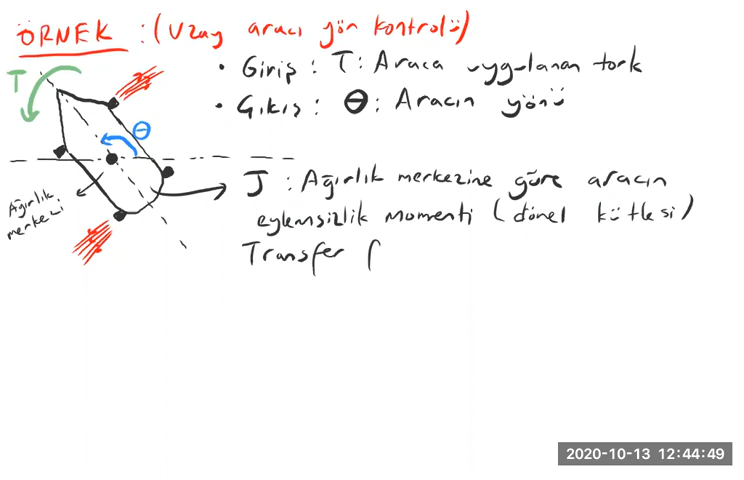 ÖRNEK : (Uzay aracı yön kontrolü)
• Giriş : T : Araca uygulanan tork
• Çıkış : θ : Aracın yönü
T
θ
Ağırlık merkezi
J : Ağırlık merkezine göre aracın
eylemsizlik momenti (dönel kütlesi)
Transfer f
2020-10-13 12:44:49